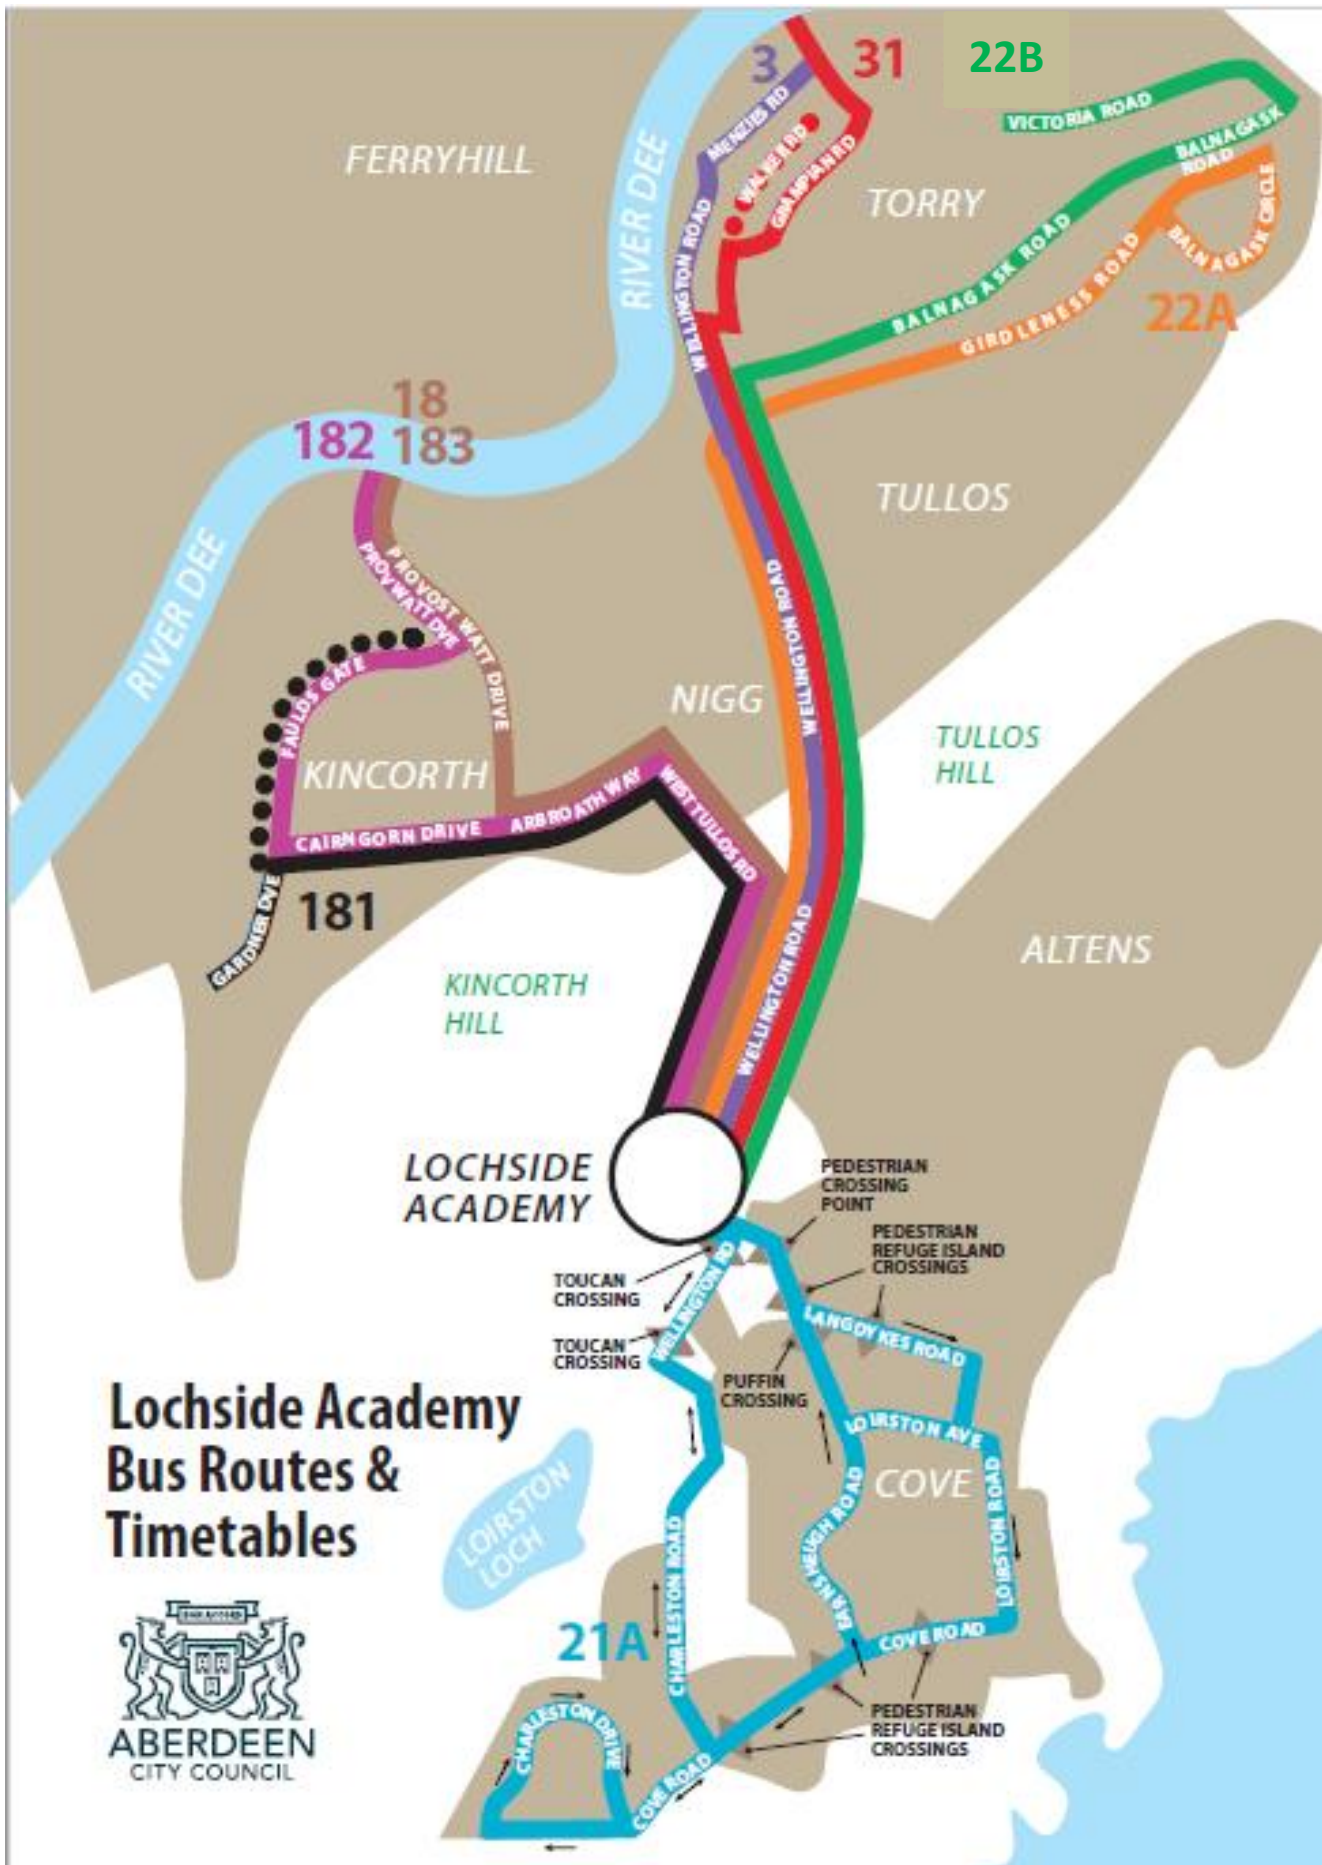 3
31
22B
MENZIES RD
WALKER RD
GRAMPIAN RD
VICTORIA ROAD
BALNAGASK
ROAD
BALNAGASK CIRCLE
FERRYHILL
RIVER DEE
TORRY
WELLINGTON ROAD
BALNAGASK ROAD
GIRDLENESS ROAD
22A
18
182
183
TULLOS
RIVER DEE
PROV WATT DVE
PROVOST WATT DRIVE
WELLINGTON ROAD
FAULDS GATE
NIGG
TULLOS
HILL
KINCORTH
CAIRNGORN DRIVE
ARBROATH WAY
WEST TULLOS RD
181
GARDNER DVE
WELLINGTON ROAD
ALTENS
KINCORTH
HILL
LOCHSIDE
ACADEMY
PEDESTRIAN
CROSSING
POINT
PEDESTRIAN
REFUGE ISLAND
CROSSINGS
TOUCAN
CROSSING
WELLINGTON RD
TOUCAN
CROSSING
LANGDYKES ROAD
PUFFIN
CROSSING
LOIRSTON AVE
COVE
LOIRSTON ROAD
EARNSHEUGH ROAD
Lochside Academy
Bus Routes &
Timetables
LOIRSTON
LOCH
CHARLESTON ROAD
21A
COVE ROAD
PEDESTRIAN
REFUGE ISLAND
CROSSINGS
CHARLESTON DRIVE
COVE ROAD
ABERDEEN
CITY COUNCIL